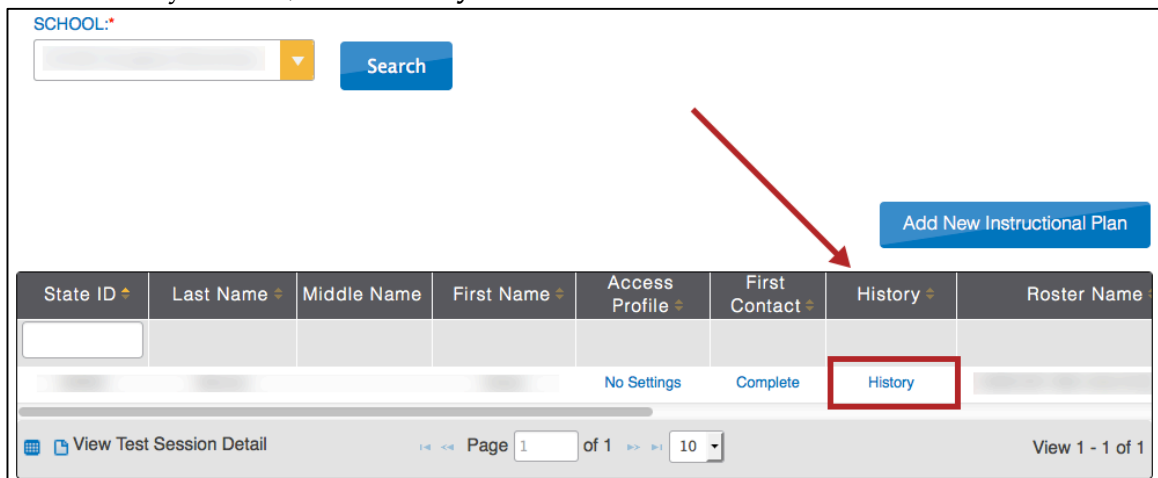 SCHOOL:*
Search
Add New Instructional Plan
State ID Last Name Middle Name First Name Access Profile First Contact History Roster Name
No Settings Complete History
View Test Session Detail Page 1 of 1 10 View 1 - 1 of 1